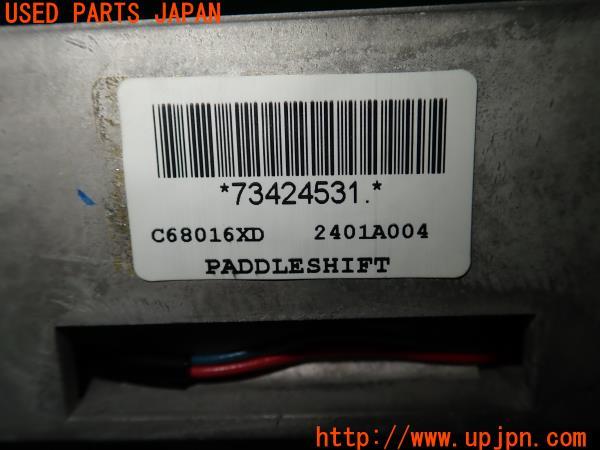 USED PARTS JAPAN
*73424531.*
C68016XD 2401A004
PADDLESHIFT
http://www.upjpn.com